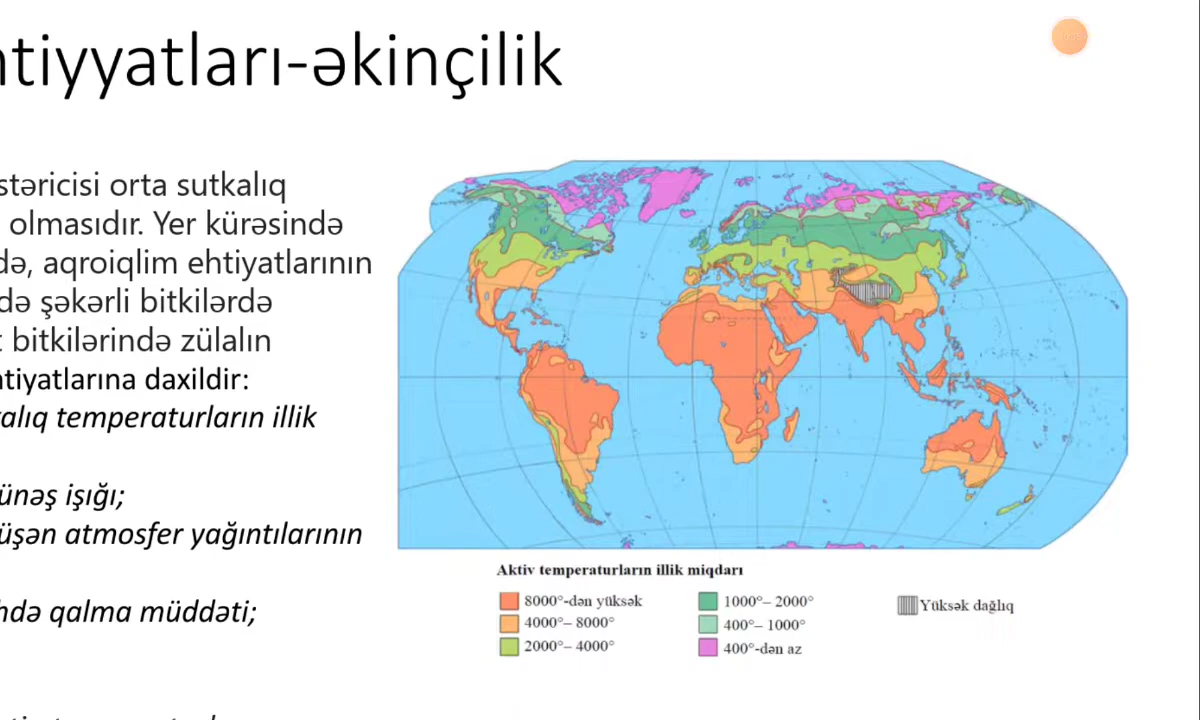 htiyyatları-əkinçilik
stəricisi orta sutkalıq
olmasıdır. Yer kürəsində
də, aqroiqlim ehtiyatlarının
də şəkərli bitkilərdə
t bitkilərində zülalın
htiyatlarına daxildir:
alıq temperaturların illik
ünəş işığı;
üşən atmosfer yağıntılarının
hdə qalma müddəti;
Aktiv temperaturların illik miqdarı
8000°-dən yüksək
4000°– 8000°
2000°– 4000°
1000°– 2000°
400°– 1000°
400°-dən az
Yüksək dağlıq